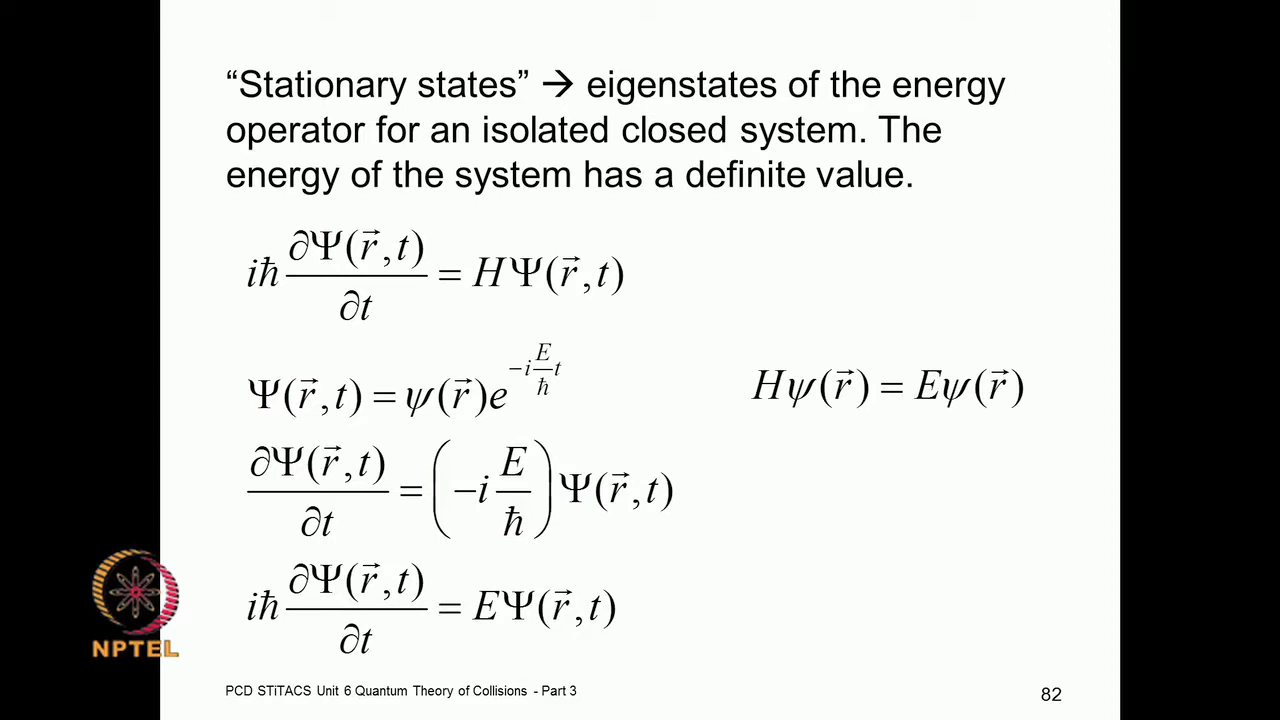 “Stationary states” → eigenstates of the energy
operator for an isolated closed system. The
energy of the system has a definite value.
iℏ ∂Ψ(r⃗,t)/∂t = HΨ(r⃗,t)
Ψ(r⃗,t) = ψ(r⃗)e^(−i(E/ℏ)t)
Hψ(r⃗) = Eψ(r⃗)
∂Ψ(r⃗,t)/∂t = (−i E/ℏ) Ψ(r⃗,t)
iℏ ∂Ψ(r⃗,t)/∂t = EΨ(r⃗,t)
NPTEL
PCD STiTACS Unit 6 Quantum Theory of Collisions - Part 3
82